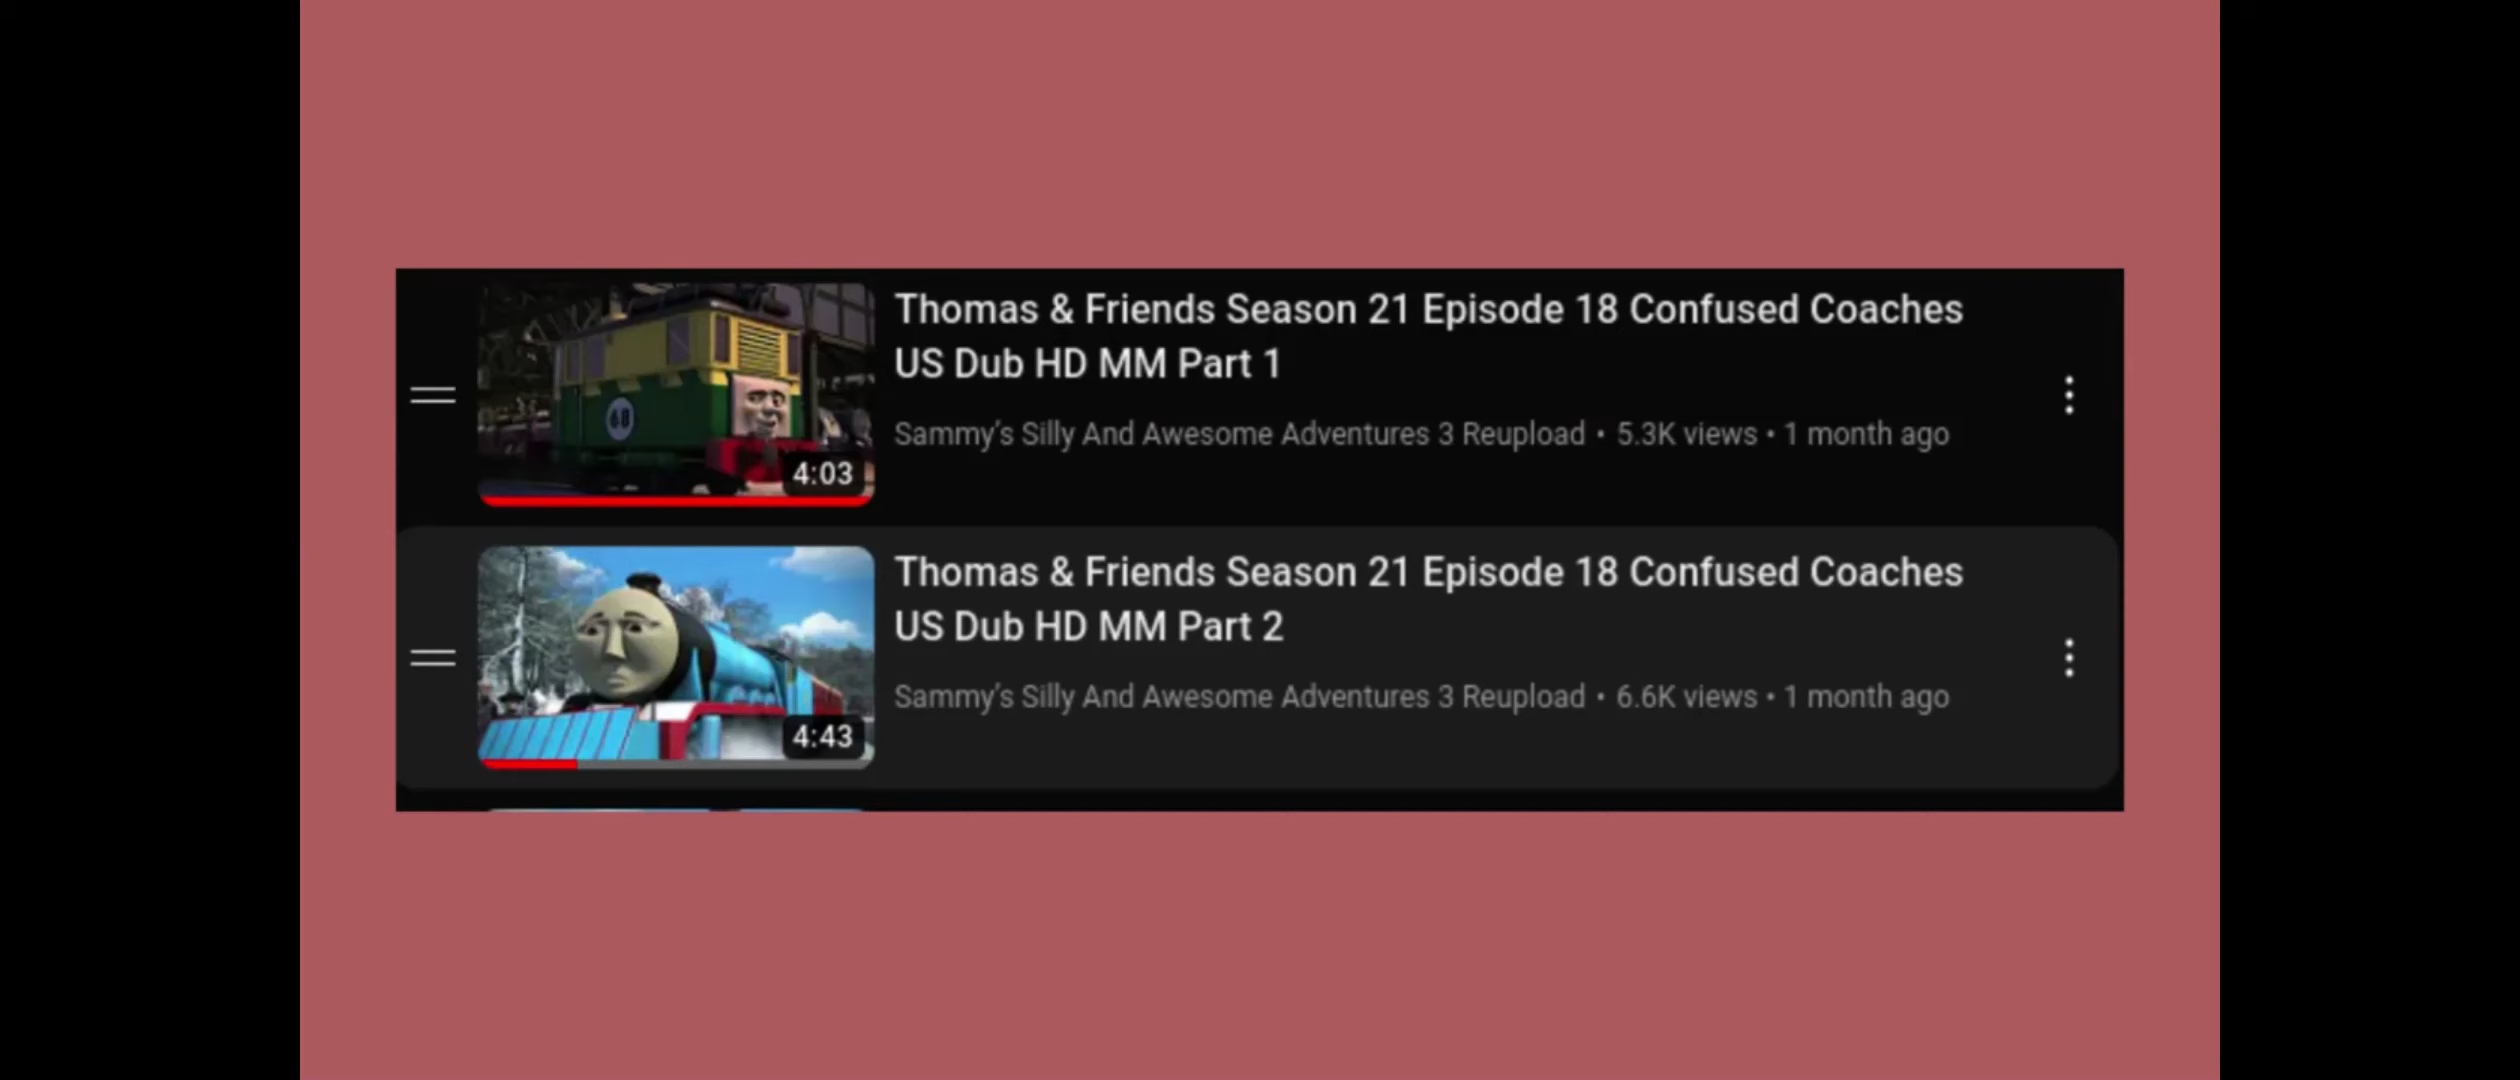 Thomas & Friends Season 21 Episode 18 Confused Coaches
US Dub HD MM Part 1
Sammy's Silly And Awesome Adventures 3 Reupload • 5.3K views • 1 month ago
68
4:03
Thomas & Friends Season 21 Episode 18 Confused Coaches
US Dub HD MM Part 2
Sammy's Silly And Awesome Adventures 3 Reupload • 6.6K views • 1 month ago
4:43